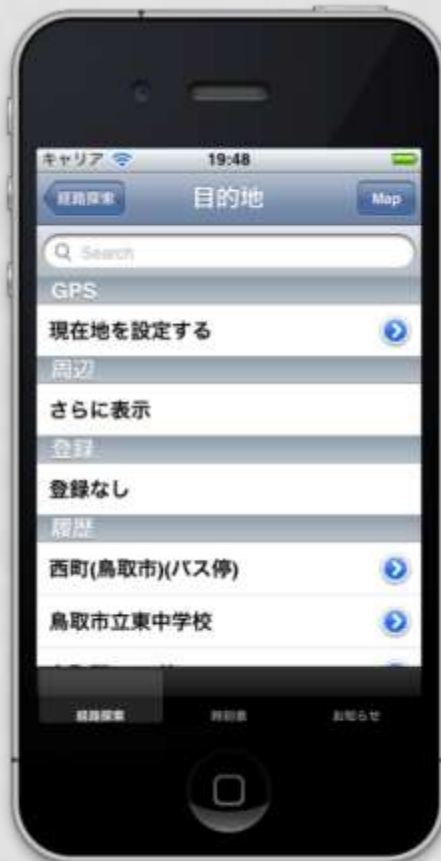 キャリア 19:48
経路探索 目的地 Map
Search
GPS
現在地を設定する
周辺
さらに表示
登録
登録なし
履歴
西町(鳥取市)(バス停)
鳥取市立東中学校
経路探索 時刻表 お知らせ